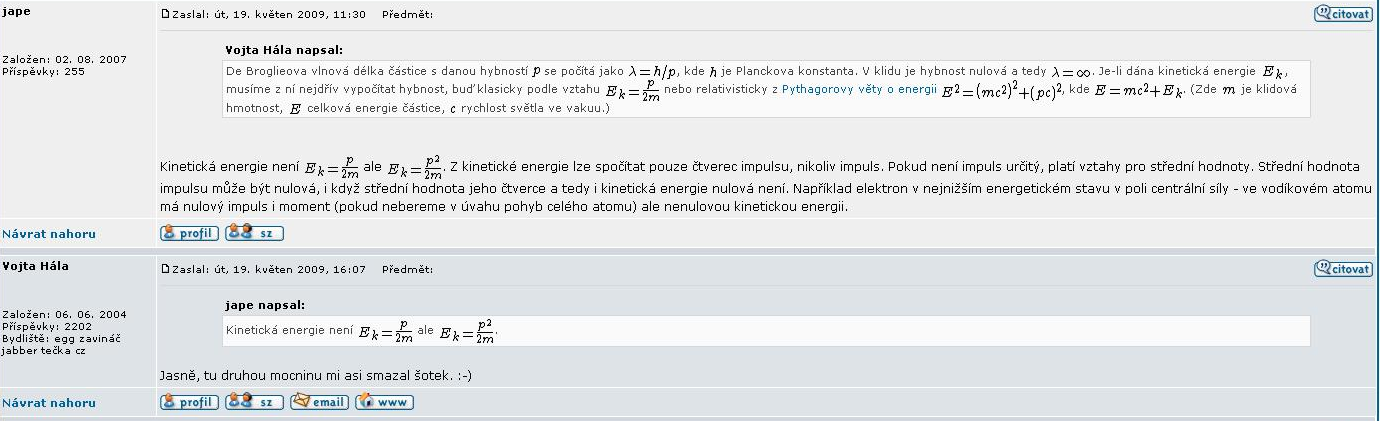 jape
Zaslal: út, 19. květen 2009, 11:30 Předmět:
citovat
Založen: 02. 08. 2007
Příspěvky: 255
Vojta Hála napsal:
De Broglieova vlnová délka částice s danou hybností p se počítá jako λ=h/p, kde h je Planckova konstanta. V klidu je hybnost nulová a tedy λ=∞. Je-li dána kinetická energie E_k,
musíme z ní nejdřív vypočítat hybnost, buď klasicky podle vztahu E_k=p/2m nebo relativisticky z Pythagorovy věty o energii E²=(mc²)²+(pc)², kde E=mc²+E_k. (Zde m je klidová
hmotnost, E celková energie částice, c rychlost světla ve vakuu.)
Kinetická energie není E_k=p/2m ale E_k=p²/2m. Z kinetické energie lze spočítat pouze čtverec impulsu, nikoliv impuls. Pokud není impuls určitý, platí vztahy pro střední hodnoty. Střední hodnota
impulsu může být nulová, i když střední hodnota jeho čtverce a tedy i kinetická energie nulová není. Například elektron v nejnižším energetickém stavu v poli centrální síly - ve vodíkovém atomu
má nulový impuls i moment (pokud nebereme v úvahu pohyb celého atomu) ale nenulovou kinetickou energii.
Návrat nahoru
profil sz
Vojta Hála
Zaslal: út, 19. květen 2009, 16:07 Předmět:
citovat
Založen: 06. 06. 2004
Příspěvky: 2202
Bydliště: egg zavináč
jabber tečka cz
jape napsal:
Kinetická energie není E_k=p/2m ale E_k=p²/2m.
Jasně, tu druhou mocninu mi asi smazal šotek. :-)
Návrat nahoru
profil sz email www